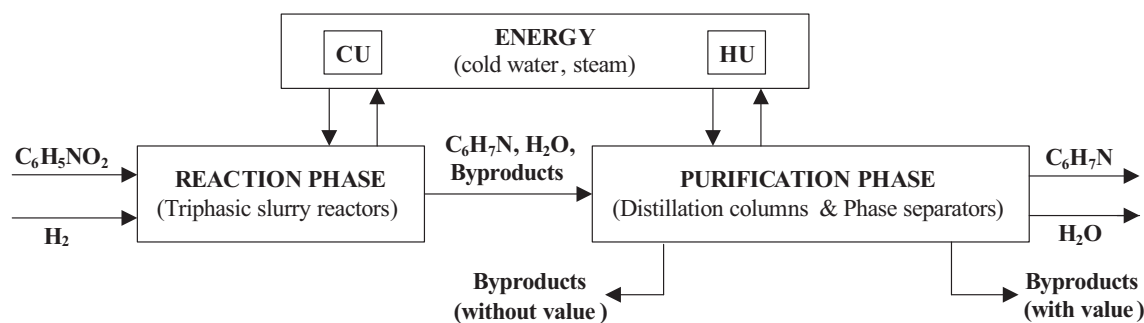 ENERGY
CU
HU
(cold water, steam)
C₆H₅NO₂
C₆H₇N, H₂O,
Byproducts
C₆H₇N
REACTION PHASE
(Triphasic slurry reactors)
PURIFICATION PHASE
(Distillation columns & Phase separators)
H₂
H₂O
Byproducts
(without value)
Byproducts
(with value)